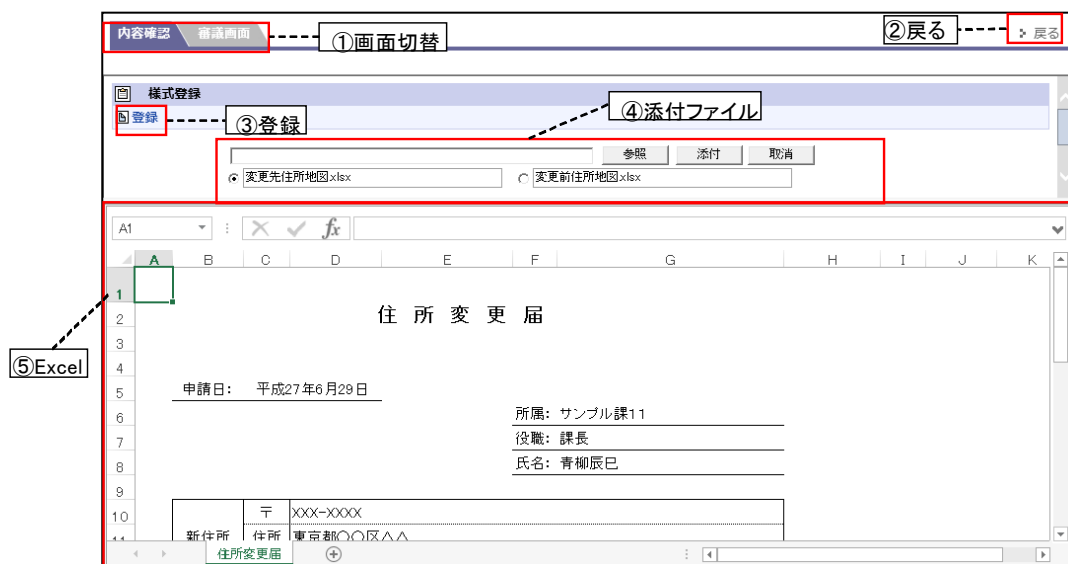 内容確認 審議画面 ①画面切替 ②戻る 戻る
様式登録
登録 ③登録 ④添付ファイル
参照 添付 取消
変更先住所地図.xlsx 変更前住所地図.xlsx
A1 fx
A B C D E F G H I J K
1
2 住 所 変 更 届
3
4
⑤Excel
5 申請日: 平成27年6月29日
6 所属: サンプル課11
7 役職: 課長
8 氏名: 青柳辰巳
9
10 〒 XXX-XXXX
11 新住所 住所 東京都○○区△△
住所変更届